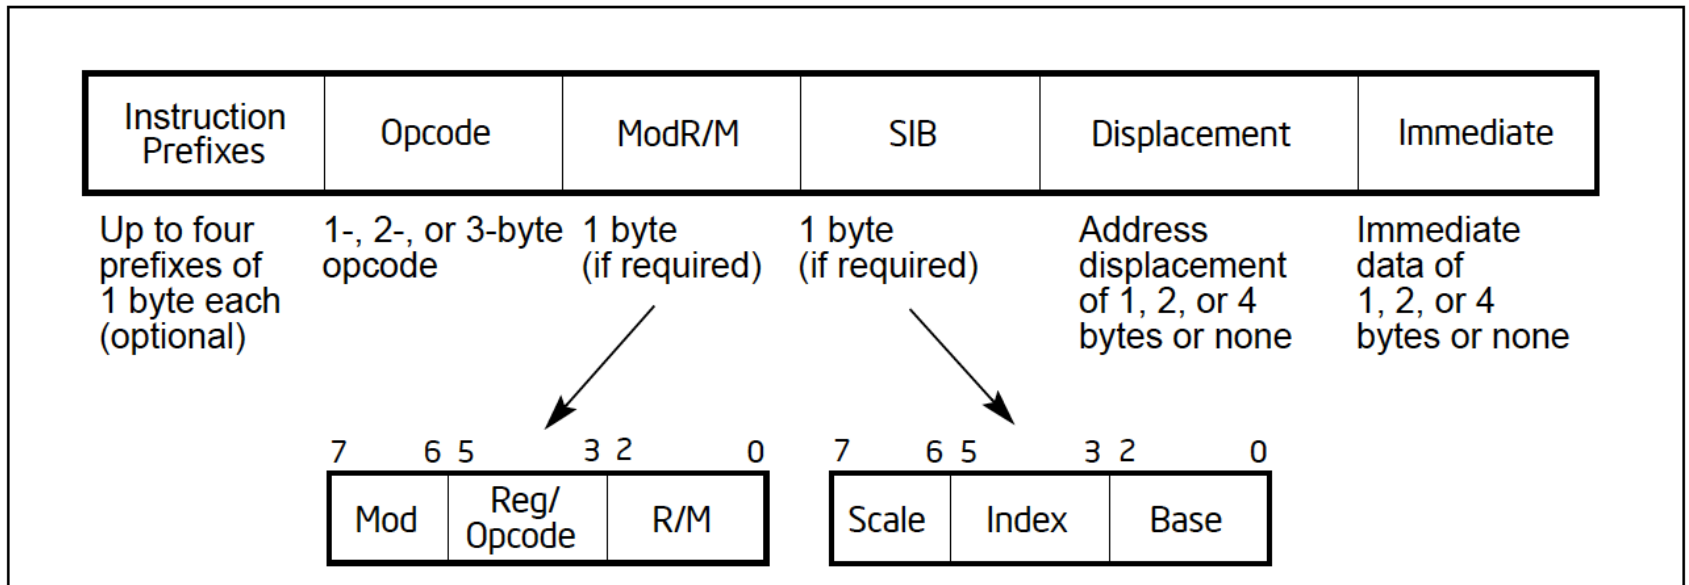 Instruction
Prefixes
Opcode
ModR/M
SIB
Displacement
Immediate
Up to four
prefixes of
1 byte each
(optional)
1-, 2-, or 3-byte
opcode
1 byte
(if required)
1 byte
(if required)
Address
displacement
of 1, 2, or 4
bytes or none
Immediate
data of
1, 2, or 4
bytes or none
7 6 5 3 2 0
Mod
Reg/
Opcode
R/M
7 6 5 3 2 0
Scale
Index
Base